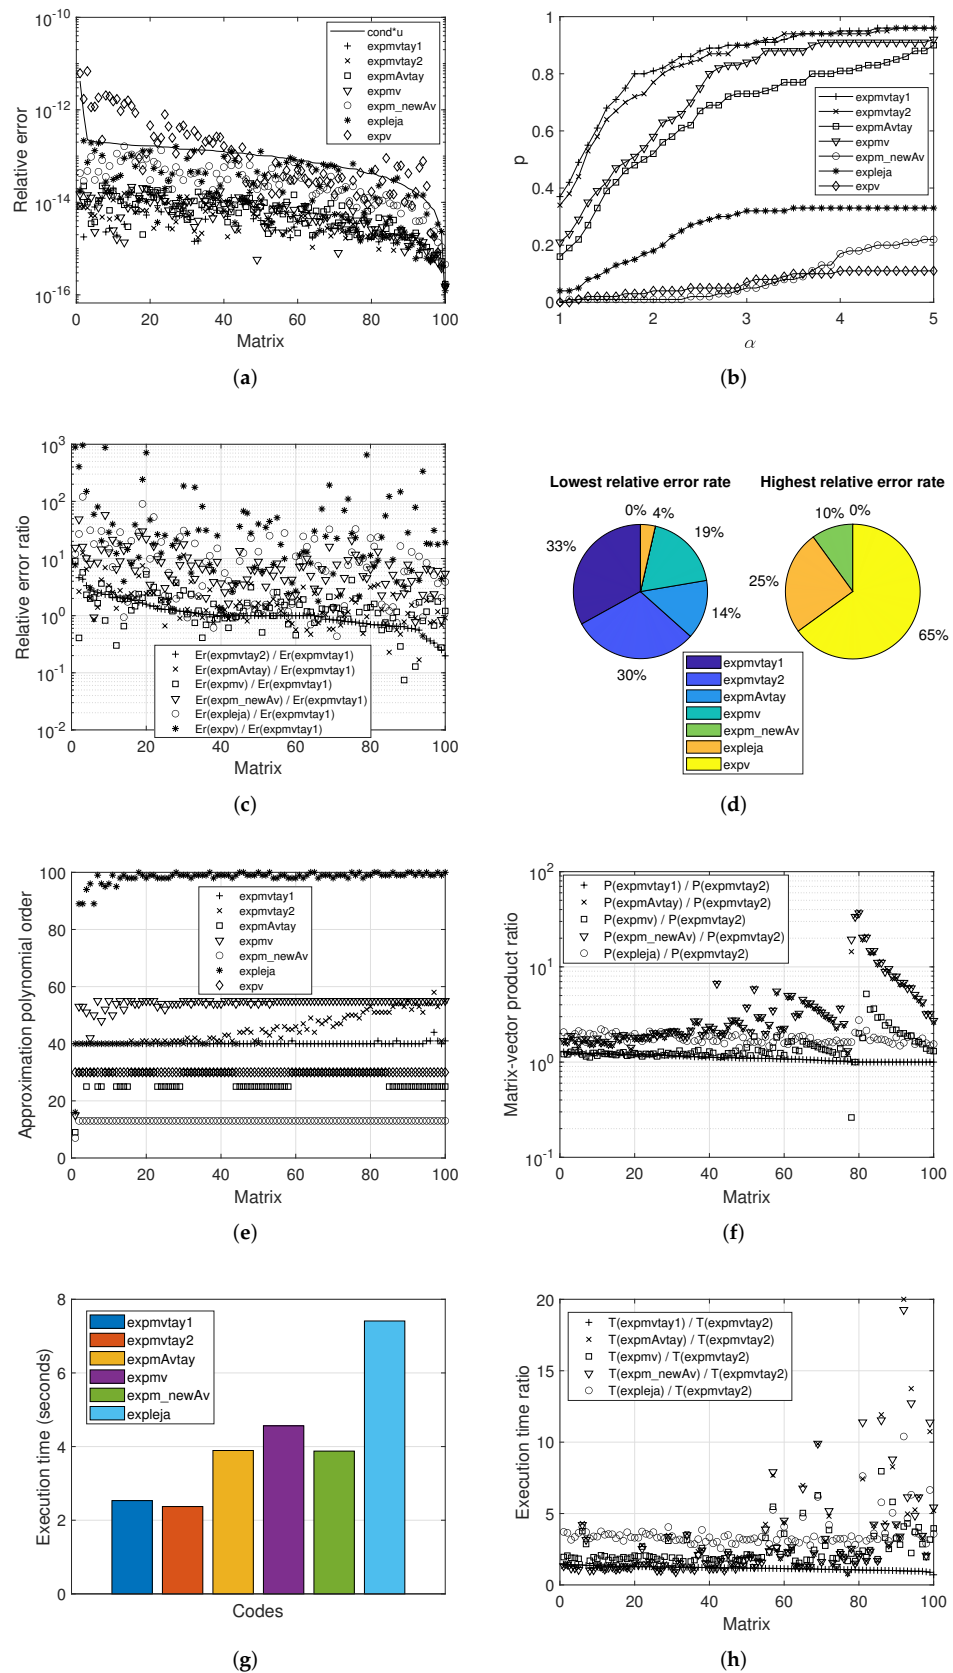 10^-10
10^-12
10^-14
10^-16
Relative error
cond*u
expmvtay1
expmvtay2
expmAvtay
expmv
expm_newAv
expleja
expv
0 20 40 60 80 100
Matrix
(a)
1
0.8
0.6
0.4
0.2
0
p
expmvtay1
expmvtay2
expmAvtay
expmv
expm_newAv
expleja
expv
1 2 3 4 5
α
(b)
10^3
10^2
10^1
10^0
10^-1
10^-2
Relative error ratio
Er(expmvtay2) / Er(expmvtay1)
Er(expmAvtay) / Er(expmvtay1)
Er(expmv) / Er(expmvtay1)
Er(expm_newAv) / Er(expmvtay1)
Er(expleja) / Er(expmvtay1)
Er(expv) / Er(expmvtay1)
0 20 40 60 80 100
Matrix
(c)
Lowest relative error rate
0% 4%
19%
33%
14%
30%
Highest relative error rate
10% 0%
25%
65%
expmvtay1
expmvtay2
expmAvtay
expmv
expm_newAv
expleja
expv
(d)
100
80
60
40
20
0
Approximation polynomial order
expmvtay1
expmvtay2
expmAvtay
expmv
expm_newAv
expleja
expv
0 20 40 60 80 100
Matrix
(e)
10^2
10^1
10^0
10^-1
Matrix-vector product ratio
P(expmvtay1) / P(expmvtay2)
P(expmAvtay) / P(expmvtay2)
P(expmv) / P(expmvtay2)
P(expm_newAv) / P(expmvtay2)
P(expleja) / P(expmvtay2)
0 20 40 60 80 100
Matrix
(f)
8
6
4
2
0
Execution time (seconds)
expmvtay1
expmvtay2
expmAvtay
expmv
expm_newAv
expleja
Codes
(g)
20
15
10
5
0
Execution time ratio
T(expmvtay1) / T(expmvtay2)
T(expmAvtay) / T(expmvtay2)
T(expmv) / T(expmvtay2)
T(expm_newAv) / T(expmvtay2)
T(expleja) / T(expmvtay2)
0 20 40 60 80 100
Matrix
(h)